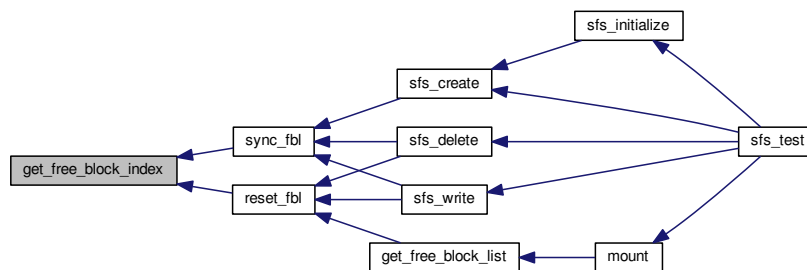 sfs_initialize
sfs_create
sync_fbl
sfs_delete
sfs_test
get_free_block_index
reset_fbl
sfs_write
get_free_block_list
mount